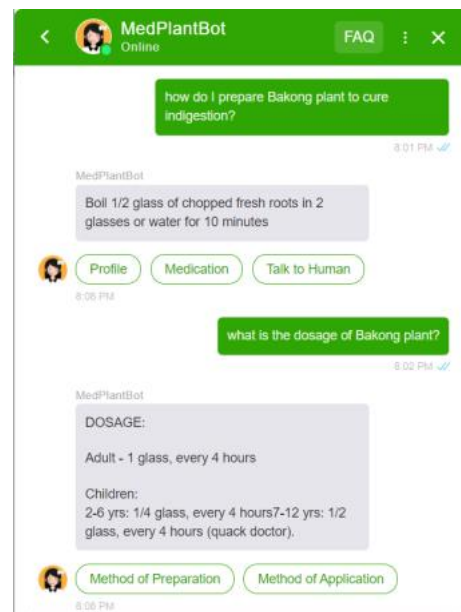 MedPlantBot
Online
FAQ
how do I prepare Bakong plant to cure
indigestion?
8:01 PM
MedPlantBot
Boil 1/2 glass of chopped fresh roots in 2
glasses or water for 10 minutes
Profile
Medication
Talk to Human
8:06 PM
what is the dosage of Bakong plant?
8:02 PM
MedPlantBot
DOSAGE:
Adult - 1 glass, every 4 hours
Children:
2-6 yrs: 1/4 glass, every 4 hours7-12 yrs: 1/2
glass, every 4 hours (quack doctor).
Method of Preparation
Method of Application
8:06 PM